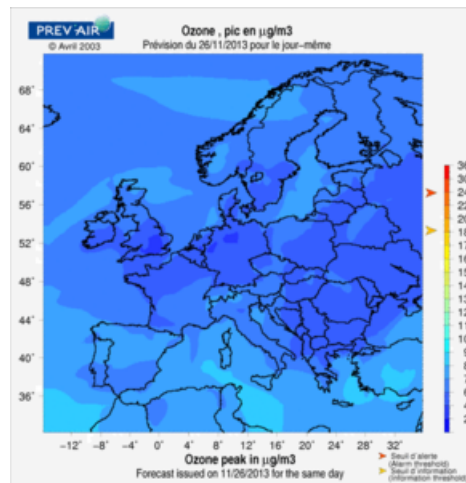 PREV'AIR
© Avril 2003
Ozone , pic en µg/m3
Prévision du 26/11/2013 pour le jour-même
68°
64°
60°
56°
52°
48°
44°
40°
36°
-12° -8° -4° 0° 4° 8° 12° 16° 20° 24° 28° 32°
Ozone peak in µg/m3
Forecast issued on 11/26/2013 for the same day
Seuil d'alerte
(Alarm threshold)
Seuil d'information
(Information threshold)